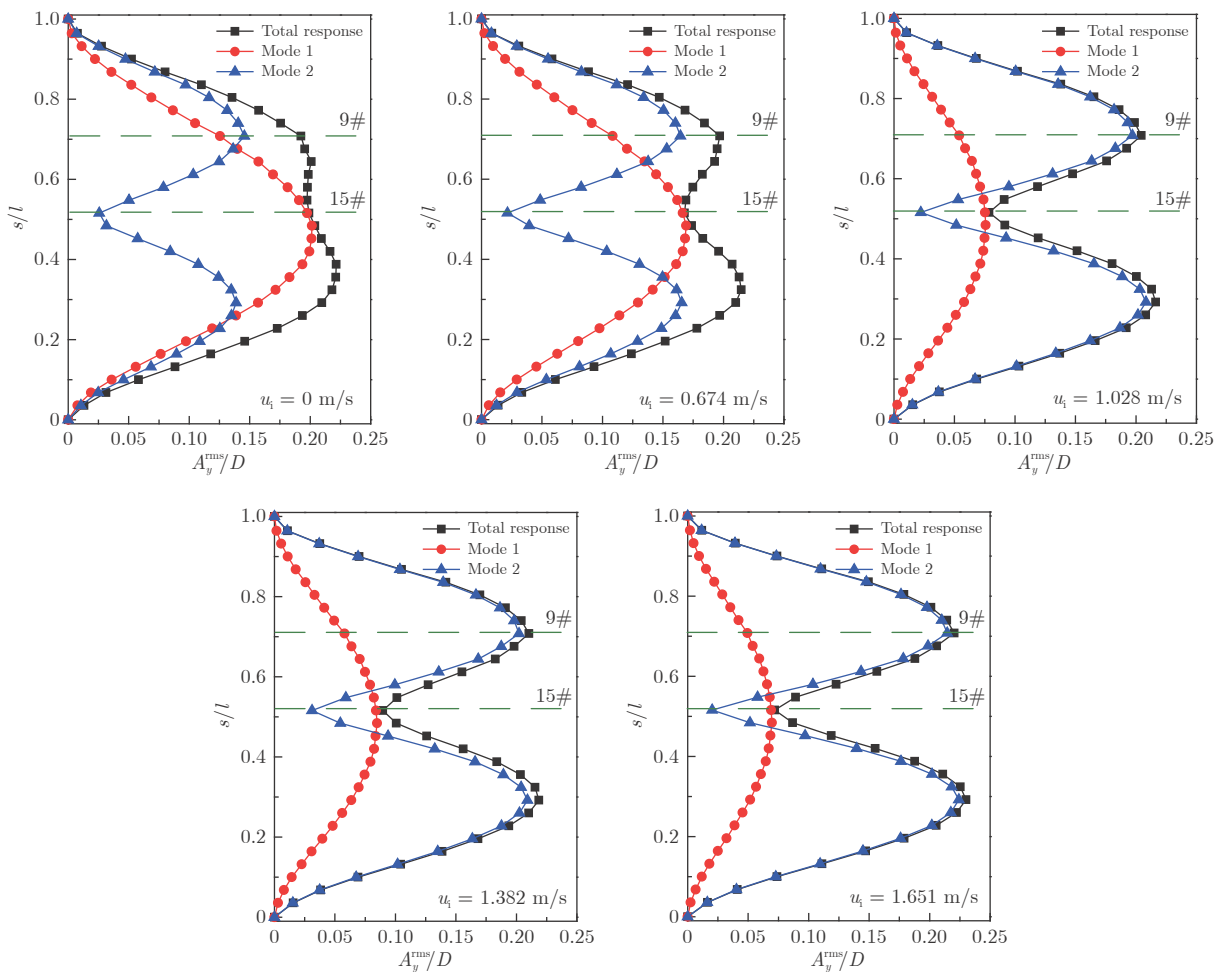 1.0
0.8
0.6
0.4
0.2
0
s/l
Total response
Mode 1
Mode 2
9#
15#
u_i = 0 m/s
0 0.05 0.10 0.15 0.20 0.25
A_y^rms/D
1.0
0.8
0.6
0.4
0.2
0
s/l
Total response
Mode 1
Mode 2
9#
15#
u_i = 0.674 m/s
0 0.05 0.10 0.15 0.20 0.25
A_y^rms/D
1.0
0.8
0.6
0.4
0.2
0
s/l
Total response
Mode 1
Mode 2
9#
15#
u_i = 1.028 m/s
0 0.05 0.10 0.15 0.20 0.25
A_y^rms/D
1.0
0.8
0.6
0.4
0.2
0
s/l
Total response
Mode 1
Mode 2
9#
15#
u_i = 1.382 m/s
0 0.05 0.10 0.15 0.20 0.25
A_y^rms/D
1.0
0.8
0.6
0.4
0.2
0
s/l
Total response
Mode 1
Mode 2
9#
15#
u_i = 1.651 m/s
0 0.05 0.10 0.15 0.20 0.25
A_y^rms/D